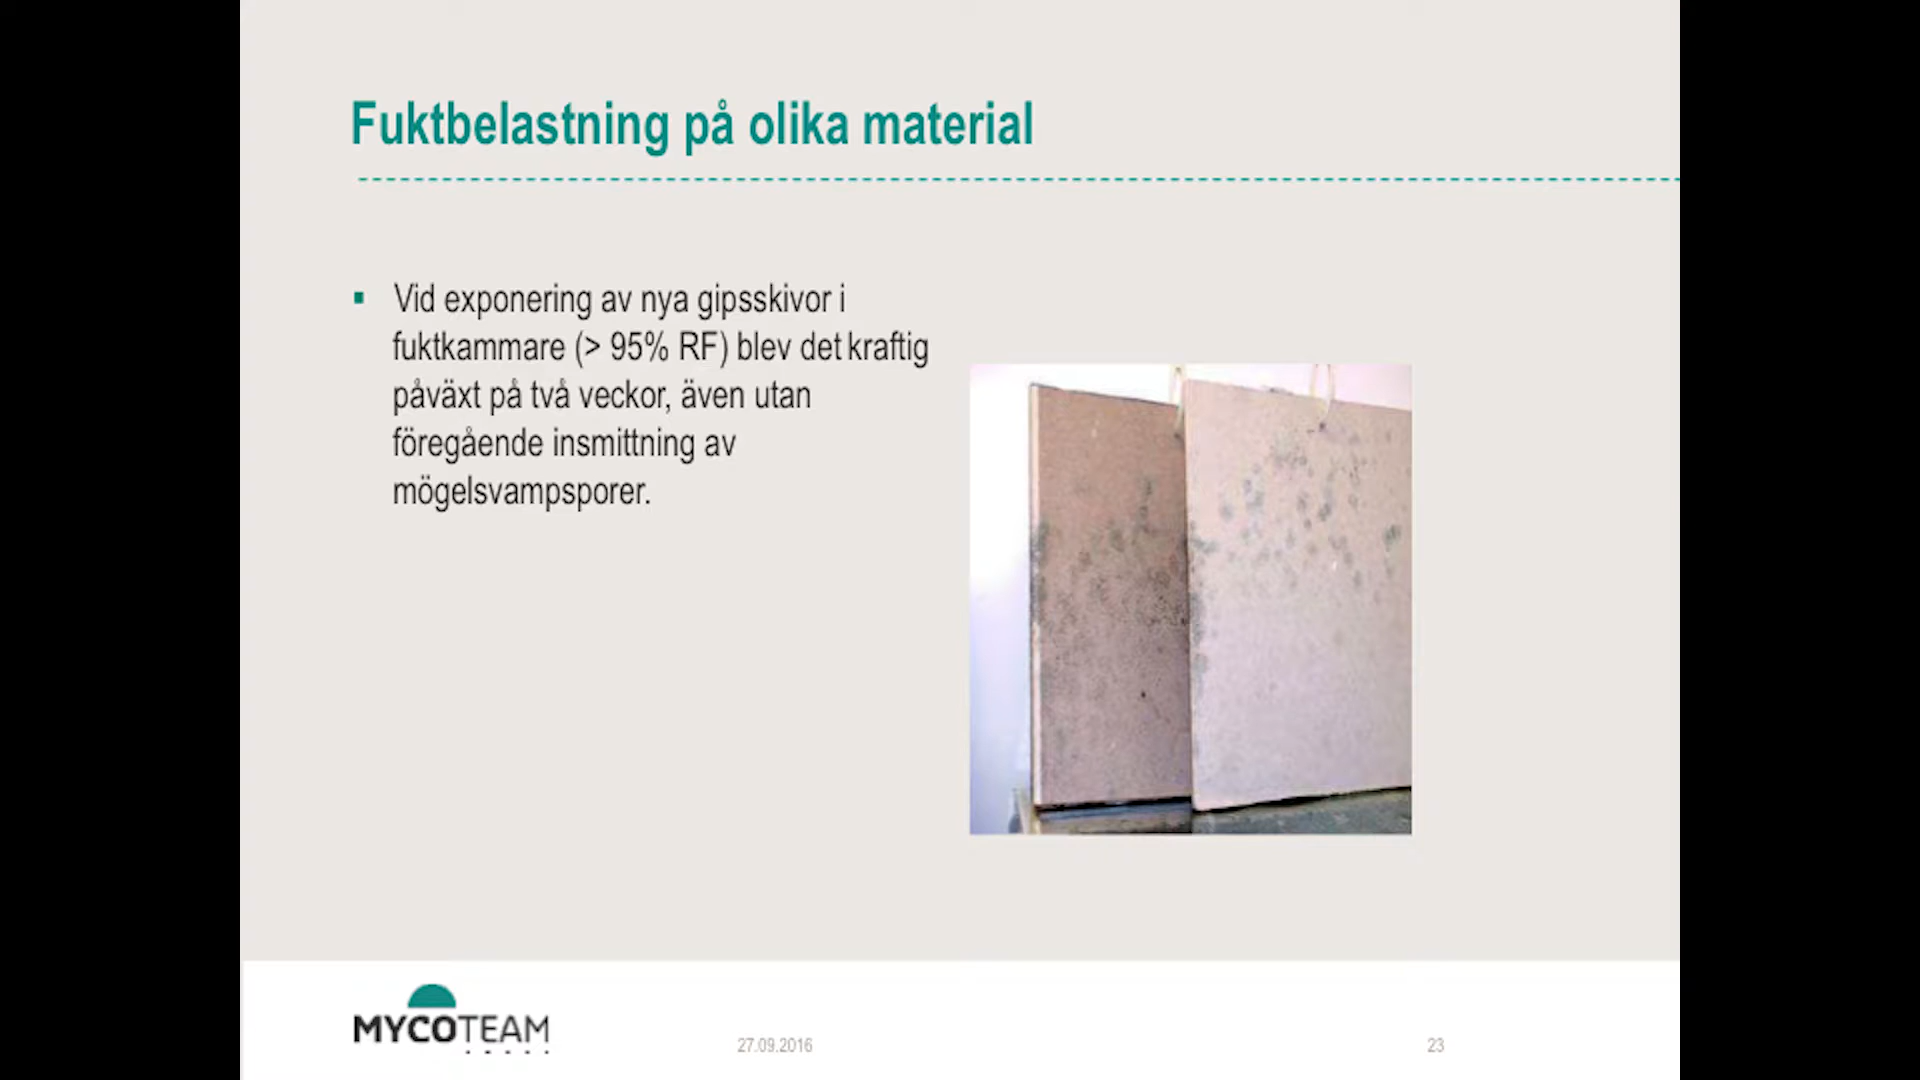 Fuktbelastning på olika material
Vid exponering av nya gipsskivor i
fuktkammare (> 95% RF) blev det kraftig
påväxt på två veckor, även utan
föregående insmittning av
mögelsvampsporer.
MYCOTEAM
27.09.2016
23